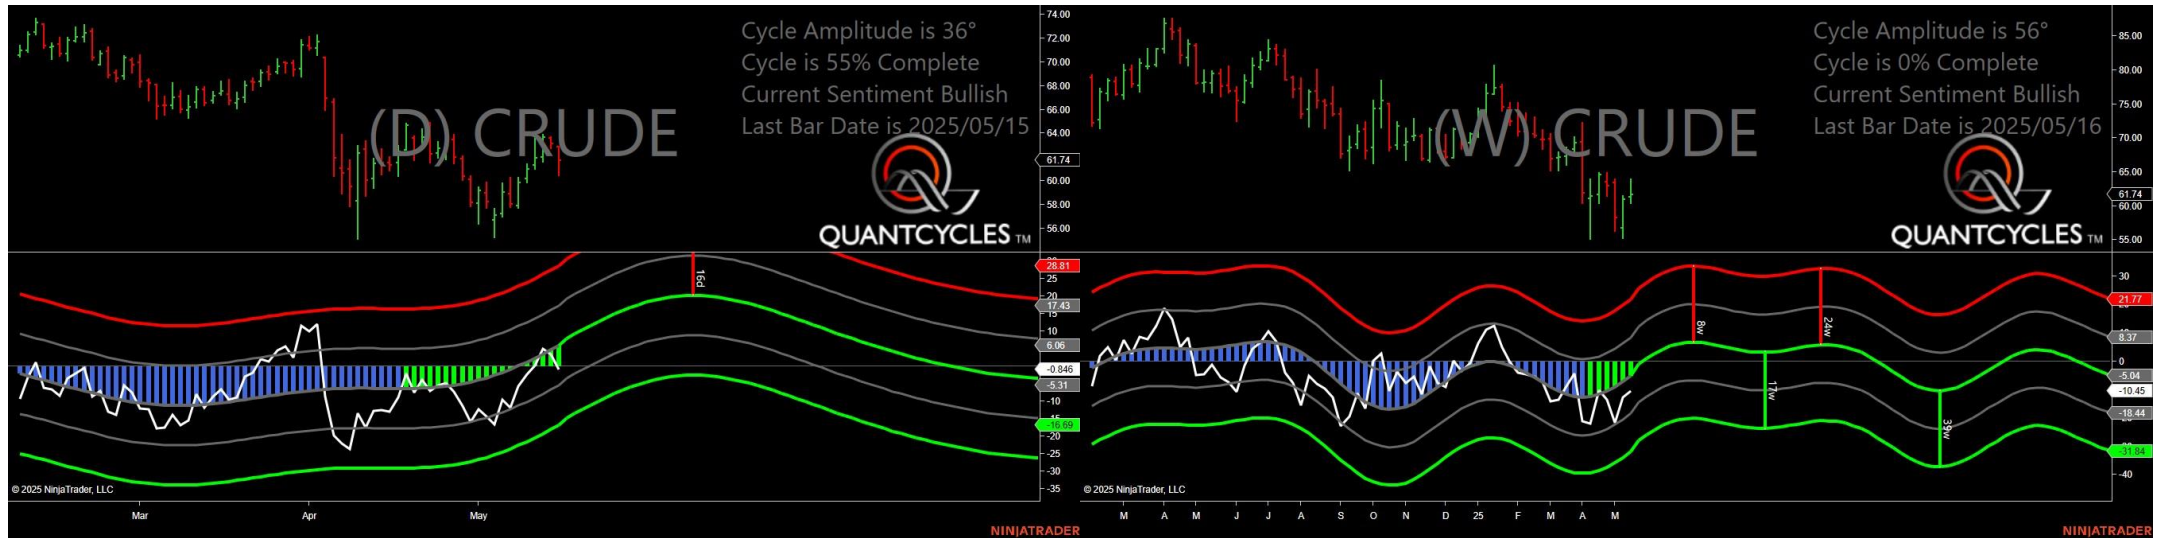 Cycle Amplitude is 36°
Cycle is 55% Complete
Current Sentiment Bullish
Last Bar Date is 2025/05/15
(D) CRUDE
QUANTCYCLES TM
74.00
72.00
70.00
68.00
66.00
64.00
61.74
60.00
58.00
56.00
16d
28.81
25
20
17.43
15
10
6.06
-0.846
-5.31
-10
-15
-16.69
-20
-25
-30
-35
© 2025 NinjaTrader, LLC
Mar
Apr
May
NINJATRADER
Cycle Amplitude is 56°
Cycle is 0% Complete
Current Sentiment Bullish
Last Bar Date is 2025/05/16
(W) CRUDE
QUANTCYCLES TM
85.00
80.00
75.00
70.00
65.00
61.74
60.00
55.00
8w
24w
17w
39w
30
21.77
8.37
0
-5.04
-10.45
-18.44
-31.84
-40
© 2025 NinjaTrader, LLC
M
A
M
J
J
A
S
O
N
D
25
F
M
A
M
NINJATRADER